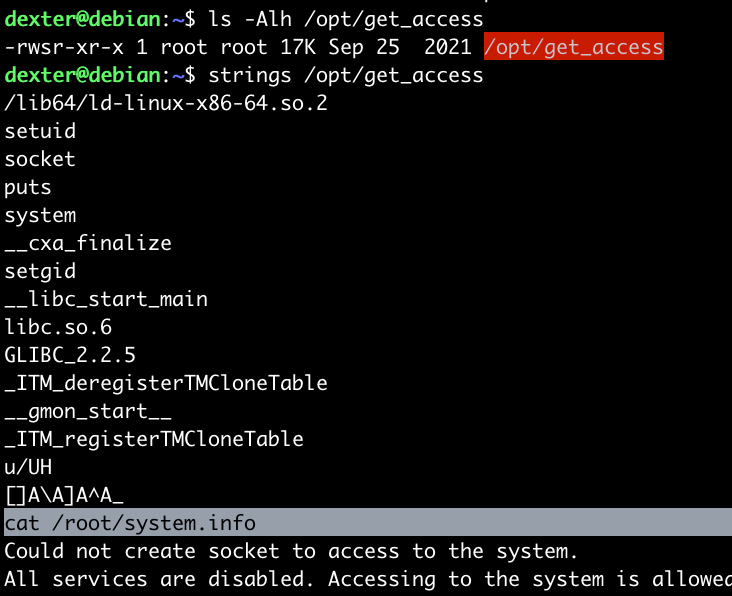 dexter@debian:~$ ls -Alh /opt/get_access
-rwsr-xr-x 1 root root 17K Sep 25  2021 /opt/get_access
dexter@debian:~$ strings /opt/get_access
/lib64/ld-linux-x86-64.so.2
setuid
socket
puts
system
__cxa_finalize
setgid
__libc_start_main
libc.so.6
GLIBC_2.2.5
_ITM_deregisterTMCloneTable
__gmon_start__
_ITM_registerTMCloneTable
u/UH
[]A\A]A^A_
cat /root/system.info
Could not create socket to access to the system.
All services are disabled. Accessing to the system is allowed